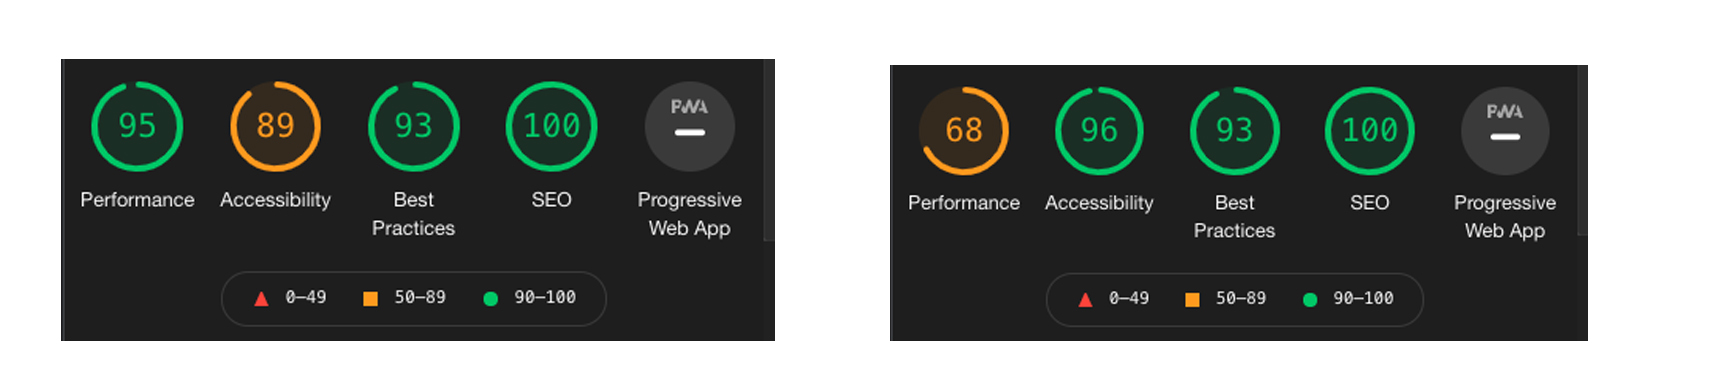 95 89 93 100 PWA
Performance Accessibility Best SEO Progressive
Practices Web App
0–49 50–89 90–100
68 96 93 100 PWA
Performance Accessibility Best SEO Progressive
Practices Web App
0–49 50–89 90–100